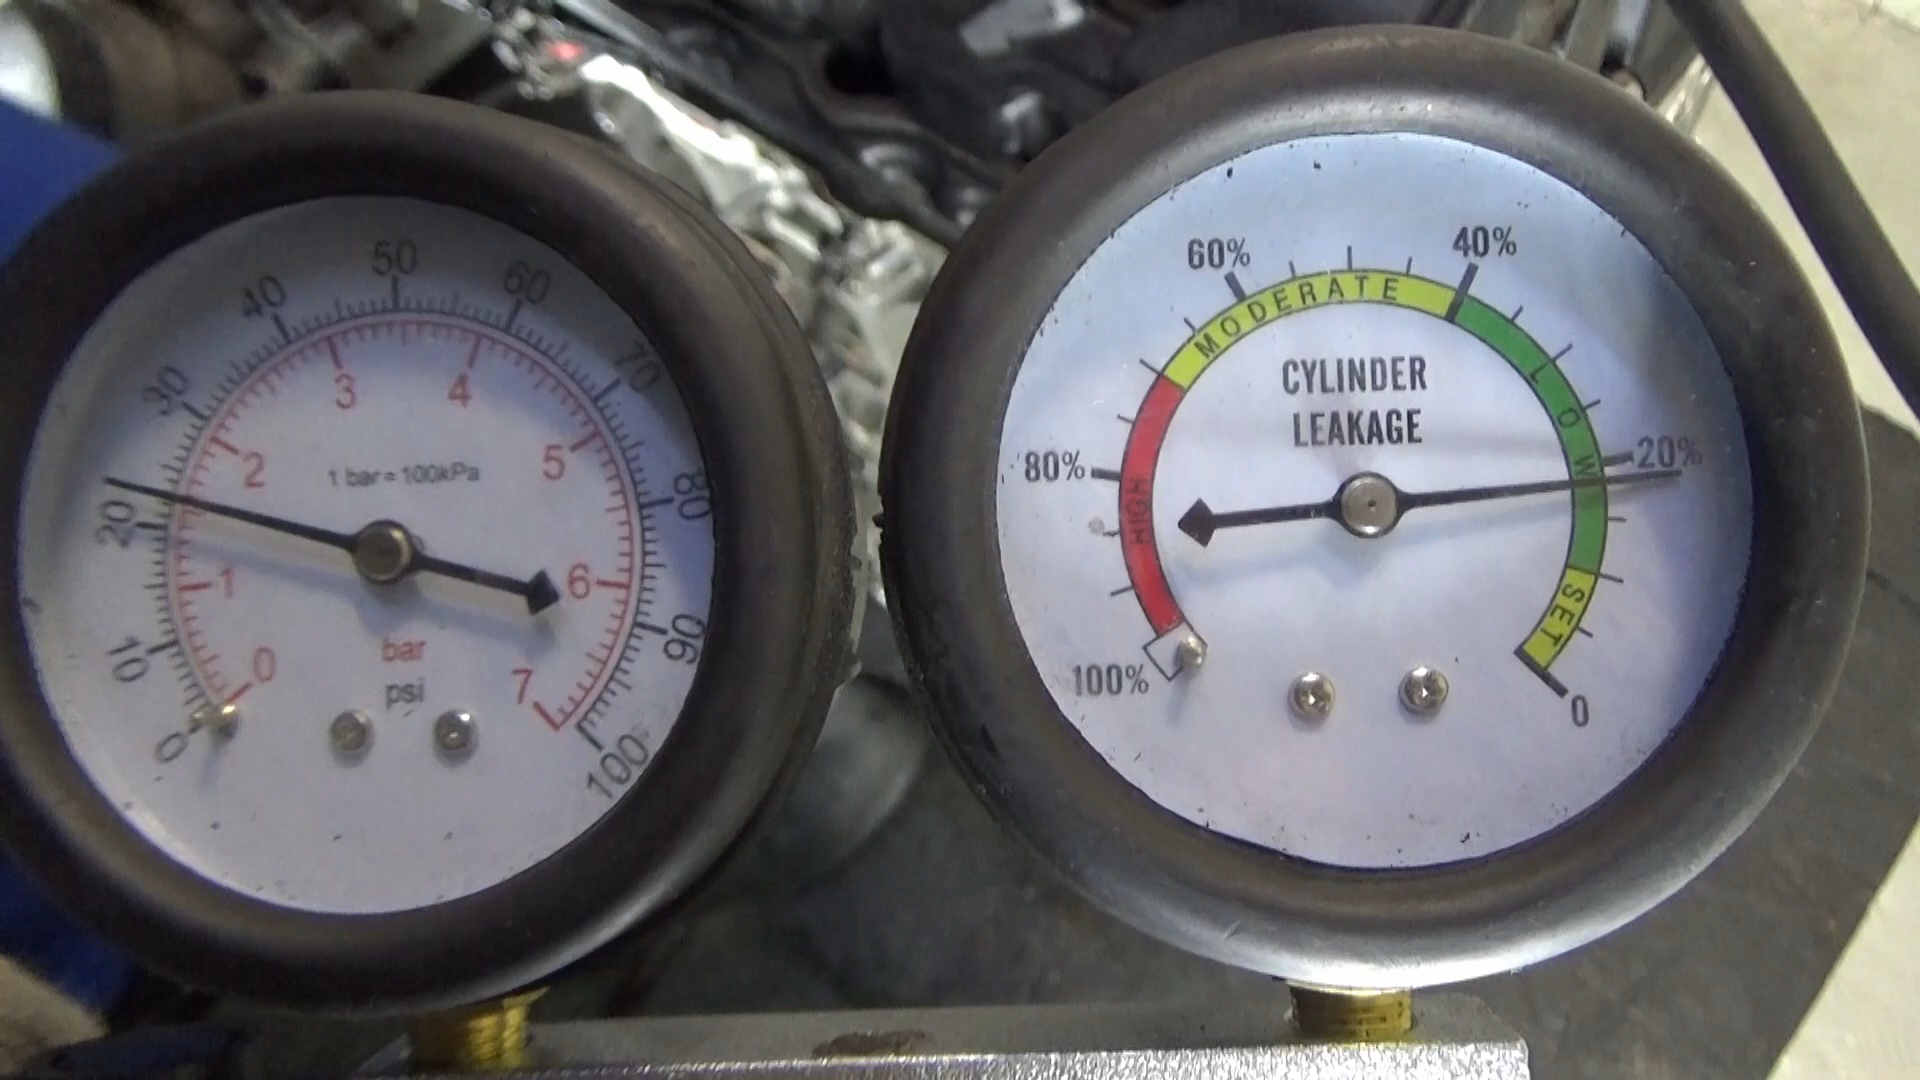 0
10
20
30
40
50
60
70
80
90
100
0
1
2
3
4
5
6
7
1 bar = 100kPa
bar
psi
100%
80%
60%
40%
20%
0
HIGH
MODERATE
LOW
SET
CYLINDER
LEAKAGE